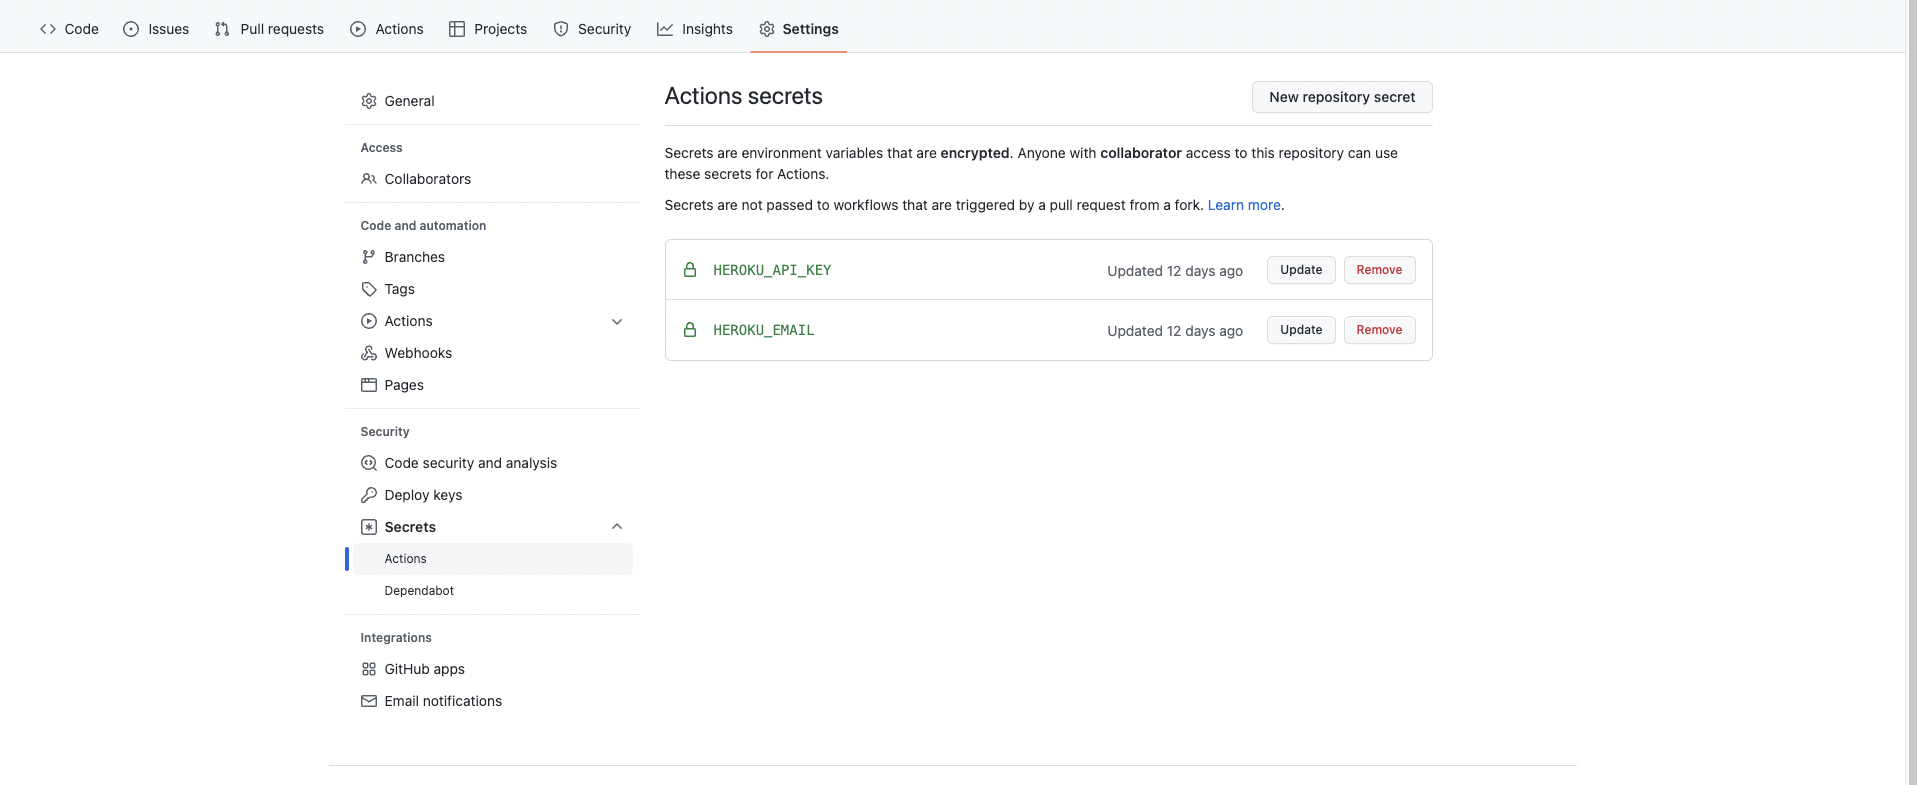 Code Issues Pull requests Actions Projects Security Insights Settings
General
Access
Collaborators
Code and automation
Branches
Tags
Actions
Webhooks
Pages
Security
Code security and analysis
Deploy keys
Secrets
Actions
Dependabot
Integrations
GitHub apps
Email notifications
Actions secrets
New repository secret
Secrets are environment variables that are encrypted. Anyone with collaborator access to this repository can use
these secrets for Actions.
Secrets are not passed to workflows that are triggered by a pull request from a fork. Learn more.
HEROKU_API_KEY Updated 12 days ago Update Remove
HEROKU_EMAIL Updated 12 days ago Update Remove